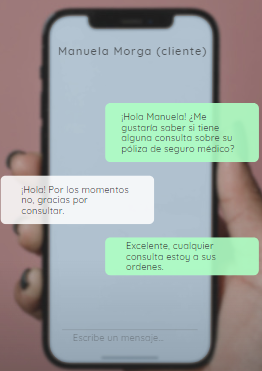 Manuela Morga (cliente)
¡Hola Manuela! ¿Me
gustaría saber si tiene
alguna consulta sobre su
póliza de seguro médico?
¡Hola! Por los momentos
no, gracias por
consultar.
Excelente, cualquier
consulta estoy a sus
ordenes.
Escribe un mensaje...